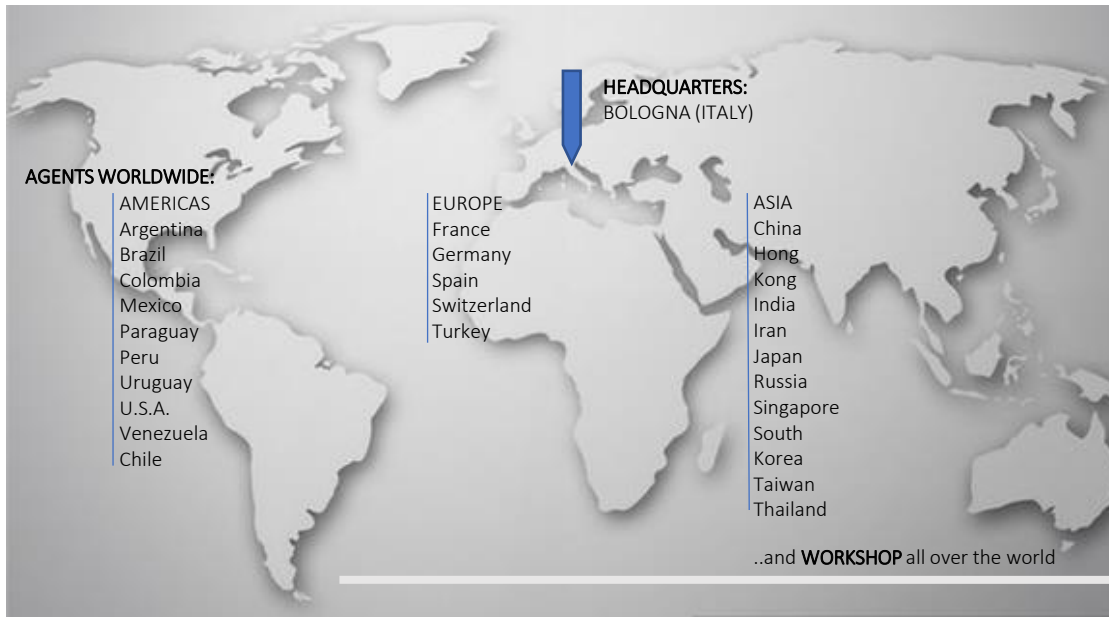 HEADQUARTERS:
BOLOGNA (ITALY)
AGENTS WORLDWIDE:
AMERICAS
Argentina
Brazil
Colombia
Mexico
Paraguay
Peru
Uruguay
U.S.A.
Venezuela
Chile
EUROPE
France
Germany
Spain
Switzerland
Turkey
ASIA
China
Hong
Kong
India
Iran
Japan
Russia
Singapore
South
Korea
Taiwan
Thailand
..and WORKSHOP all over the world